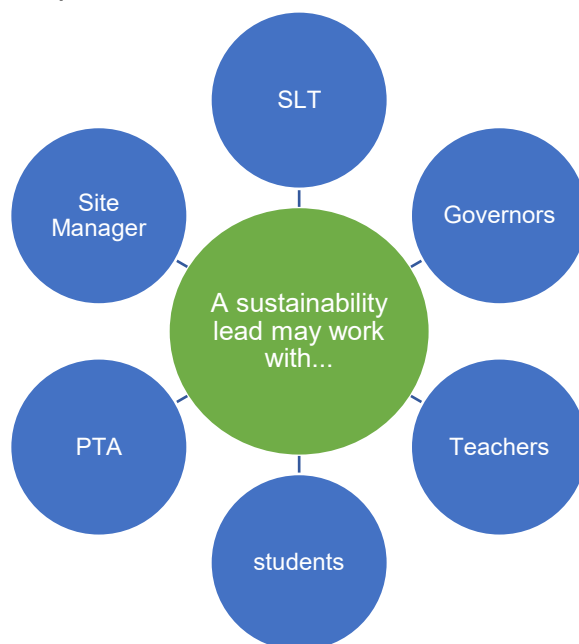 SLT
Governors
Teachers
students
PTA
Site
Manager
A sustainability
lead may work
with...